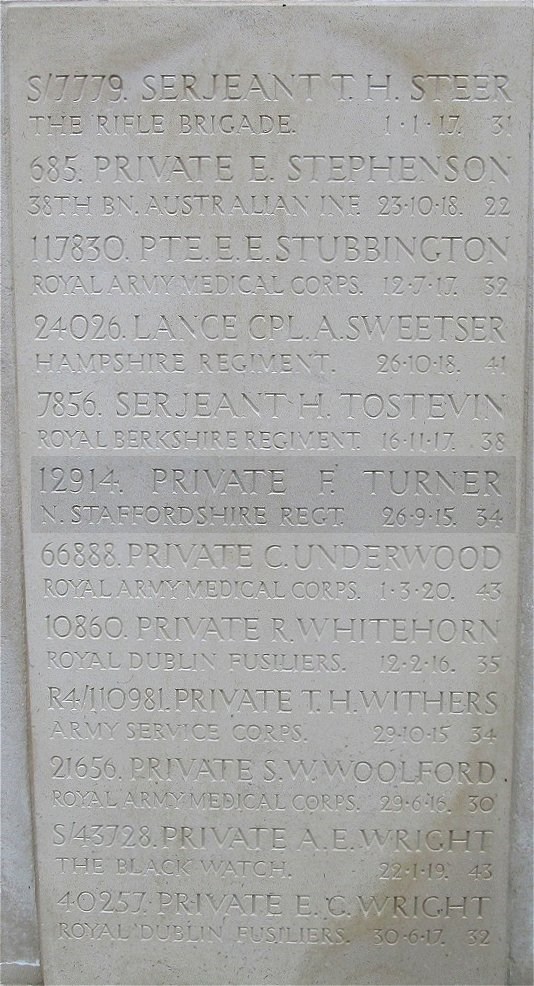 S/7779. SERJEANT T. H. STEER
THE RIFLE BRIGADE. 1·1·17. 31
685. PRIVATE E. STEPHENSON
38TH BN. AUSTRALIAN INF. 23·10·18. 22
117830. PTE. E. E. STUBBINGTON
ROYAL ARMY MEDICAL CORPS. 12·7·17. 32
24026. LANCE CPL. A. SWEETSER
HAMPSHIRE REGIMENT. 26·10·18. 41
7856. SERJEANT H. TOSTEVIN
ROYAL BERKSHIRE REGIMENT. 16·11·17. 38
12914. PRIVATE F. TURNER
N. STAFFORDSHIRE REGT. 26·9·15. 34
66888. PRIVATE C. UNDERWOOD
ROYAL ARMY MEDICAL CORPS. 1·3·20. 43
10860. PRIVATE R. WHITEHORN
ROYAL DUBLIN FUSILIERS. 12·2·16. 35
R4/110981. PRIVATE T. H. WITHERS
ARMY SERVICE CORPS. 29·10·15 34
21656. PRIVATE S. W. WOOLFORD
ROYAL ARMY MEDICAL CORPS. 29·6·16. 30
S/43728. PRIVATE A. E. WRIGHT
THE BLACK WATCH. 22·1·19. 43
40257. PRIVATE E. C. WRIGHT
ROYAL DUBLIN FUSILIERS. 30·6·17. 32